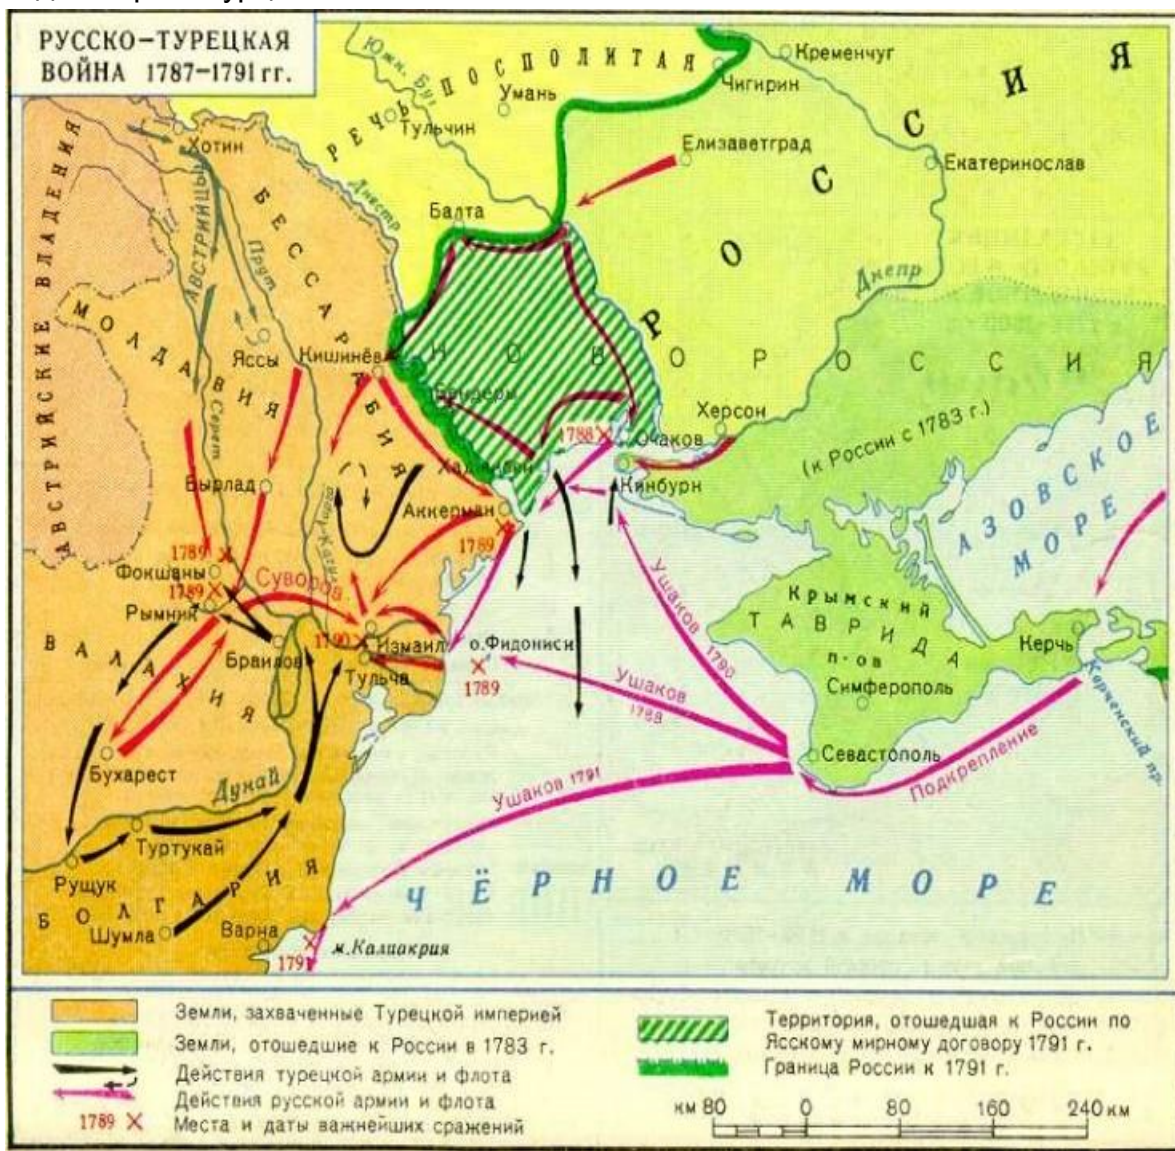 РУССКО-ТУРЕЦКАЯ
ВОЙНА 1787-1791 гг.
Южн. Буг
РЕЧЬ ПОСПОЛИТАЯ
Кременчуг
Чигирин
Умань
Тульчин
РОССИЯ
Хотин
Елизаветград
Екатеринослав
АВСТРИЙСКИЕ ВЛАДЕНИЯ
АВСТРИЙЦЫ
БЕССАРАБИЯ
Днестр
Балта
Прут
Днепр
МОЛДАВИЯ
Яссы
Кишинёв
НОВОРОССИЯ
Бендеры
Серет
Херсон
1788
Очаков
(к России с 1783 г.)
Бырлад
Кинбурн
АЗОВСКОЕ
МОРЕ
Аккерман
1789
1789
Фокшаны
1789
Рымник
Суворов
Ушаков
1790
Крымский
ТАВРИДА
п-ов
Керчь
Керченский пр.
ВАЛАХИЯ
Браилов
Измаил
о.Фидониси
1789
Тульча
Ушаков
1788
Симферополь
Бухарест
Севастополь
Подкрепление
Дунай
Ушаков 1791
Туртукай
Рущук
БОЛГАРИЯ
ЧЁРНОЕ МОРЕ
Шумла
Варна
1791
м.Калиакрия
Земли, захваченные Турецкой империей
Земли, отошедшие к России в 1783 г.
Действия турецкой армии и флота
Действия русской армии и флота
1789 Места и даты важнейших сражений
Территория, отошедшая к России по
Ясскому мирному договору 1791 г.
Граница России к 1791 г.
км 80 0 80 160 240 км